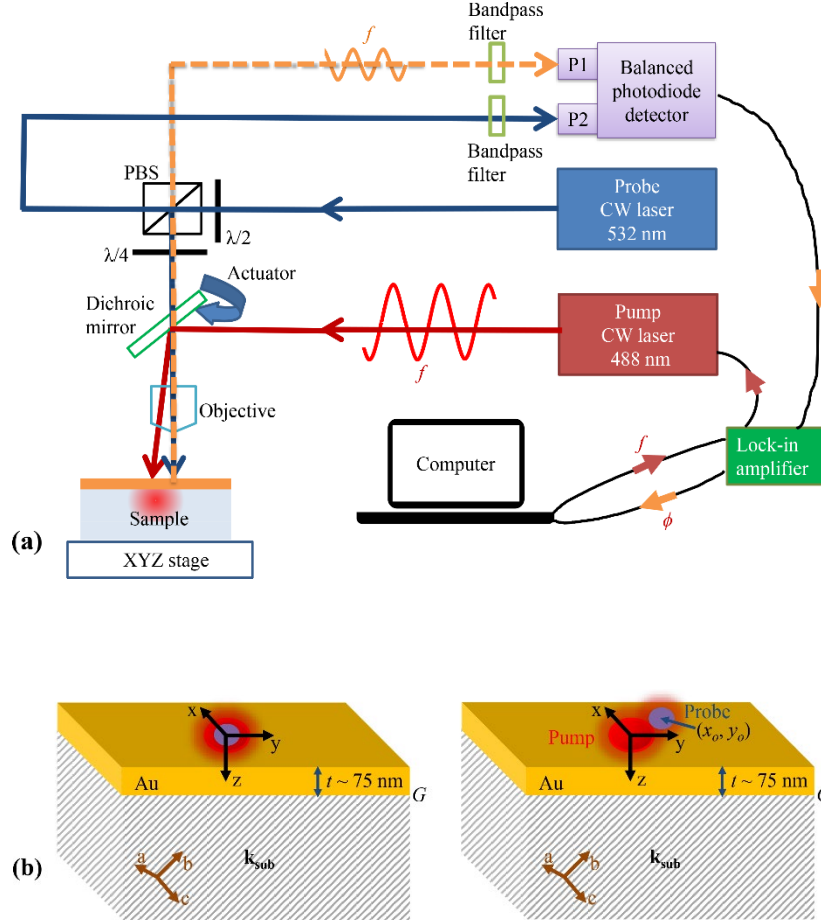 f
Bandpass
filter
P1
P2
Balanced
photodiode
detector
Bandpass
filter
PBS
λ/2
Probe
CW laser
532 nm
λ/4
Actuator
Dichroic
mirror
f
Pump
CW laser
488 nm
Objective
Computer
f
Lock-in
amplifier
ϕ
Sample
(a)
XYZ stage
x
y
z
Au
t ~ 75 nm
G
a
b
c
k_sub
(b)
x
Probe
(x_o, y_o)
Pump
y
z
Au
t ~ 75 nm
a
b
c
k_sub